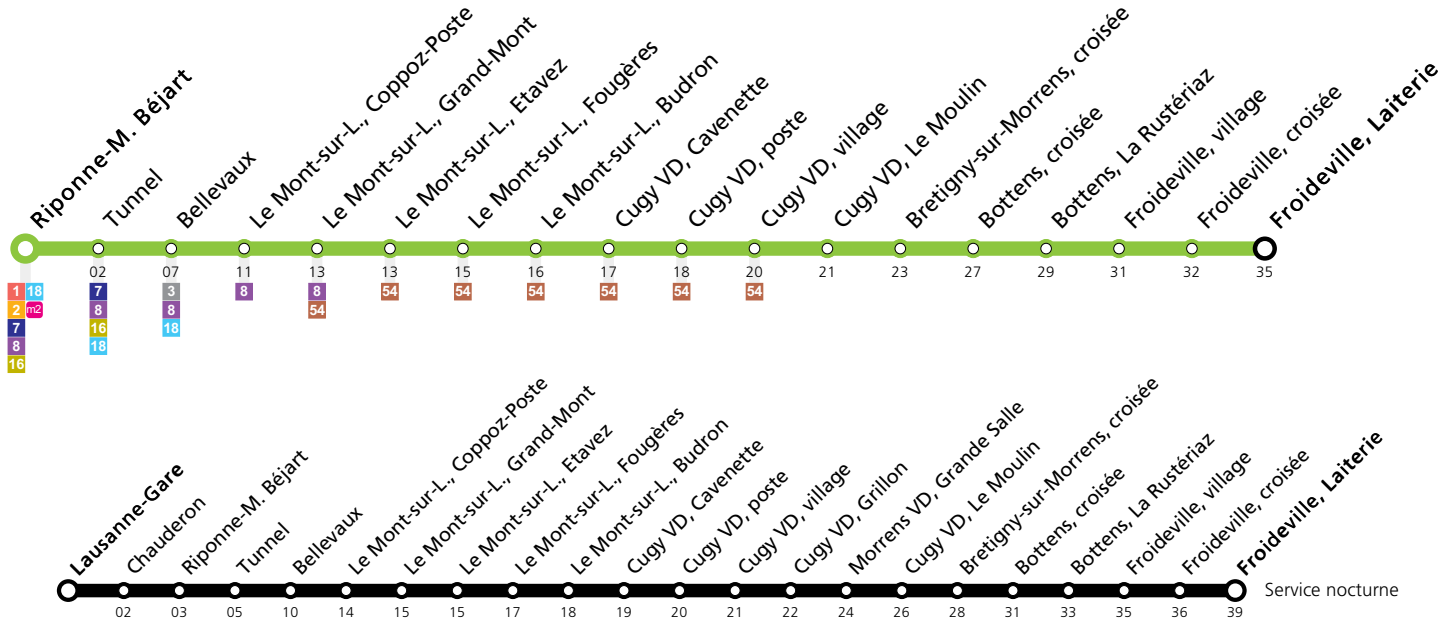 Riponne-M. Béjart
Tunnel
Bellevaux
Le Mont-sur-L., Coppoz-Poste
Le Mont-sur-L., Grand-Mont
Le Mont-sur-L., Etavez
Le Mont-sur-L., Fougères
Le Mont-sur-L., Budron
Cugy VD, Cavenette
Cugy VD, poste
Cugy VD, village
Cugy VD, Le Moulin
Bretigny-sur-Morrens, croisée
Bottens, croisée
Bottens, La Rustériaz
Froideville, village
Froideville, croisée
Froideville, Laiterie
02 07 11 13 13 15 16 17 18 20 21 23 27 29 31 32 35
1 18 7 3 8 8 54 54 54 54 54 54
2 m2 8 8 54
7 16 18
8 18
16
Lausanne-Gare
Chauderon
Riponne-M. Béjart
Tunnel
Bellevaux
Le Mont-sur-L., Coppoz-Poste
Le Mont-sur-L., Grand-Mont
Le Mont-sur-L., Etavez
Le Mont-sur-L., Fougères
Le Mont-sur-L., Budron
Cugy VD, Cavenette
Cugy VD, poste
Cugy VD, village
Cugy VD, Grillon
Morrens VD, Grande Salle
Cugy VD, Le Moulin
Bretigny-sur-Morrens, croisée
Bottens, croisée
Bottens, La Rustériaz
Froideville, village
Froideville, croisée
Froideville, Laiterie
Service nocturne
02 03 05 10 14 15 15 17 18 19 20 21 22 24 26 28 31 33 35 36 39